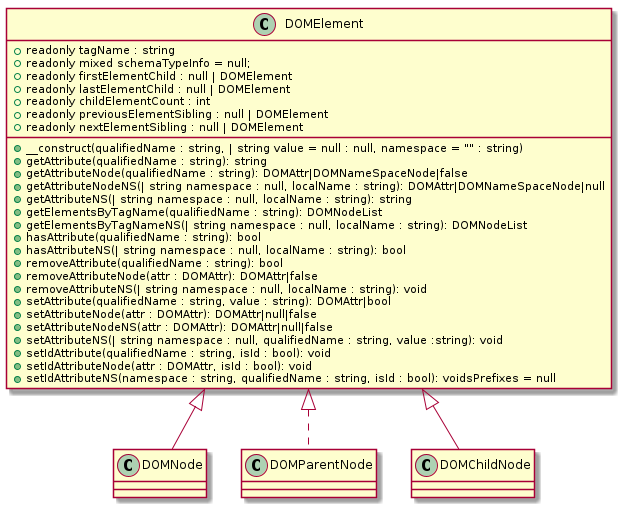 C DOMElement
readonly tagName : string
readonly mixed schemaTypeInfo = null;
readonly firstElementChild : null | DOMElement
readonly lastElementChild : null | DOMElement
readonly childElementCount : int
readonly previousElementSibling : null | DOMElement
readonly nextElementSibling : null | DOMElement
__construct(qualifiedName : string, | string value = null : null, namespace = "" : string)
getAttribute(qualifiedName : string): string
getAttributeNode(qualifiedName : string): DOMAttr|DOMNameSpaceNode|false
getAttributeNodeNS(| string namespace : null, localName : string): DOMAttr|DOMNameSpaceNode|null
getAttributeNS(| string namespace : null, localName : string): string
getElementsByTagName(qualifiedName : string): DOMNodeList
getElementsByTagNameNS(| string namespace : null, localName : string): DOMNodeList
hasAttribute(qualifiedName : string): bool
hasAttributeNS(| string namespace : null, localName : string): bool
removeAttribute(qualifiedName : string): bool
removeAttributeNode(attr : DOMAttr): DOMAttr|false
removeAttributeNS(| string namespace : null, localName : string): void
setAttribute(qualifiedName : string, value : string): DOMAttr|bool
setAttributeNode(attr : DOMAttr): DOMAttr|null|false
setAttributeNodeNS(attr : DOMAttr): DOMAttr|null|false
setAttributeNS(| string namespace : null, qualifiedName : string, value :string): void
setIdAttribute(qualifiedName : string, isId : bool): void
setIdAttributeNode(attr : DOMAttr, isId : bool): void
setIdAttributeNS(namespace : string, qualifiedName : string, isId : bool): voidsPrefixes = null
C DOMNode
C DOMParentNode
C DOMChildNode